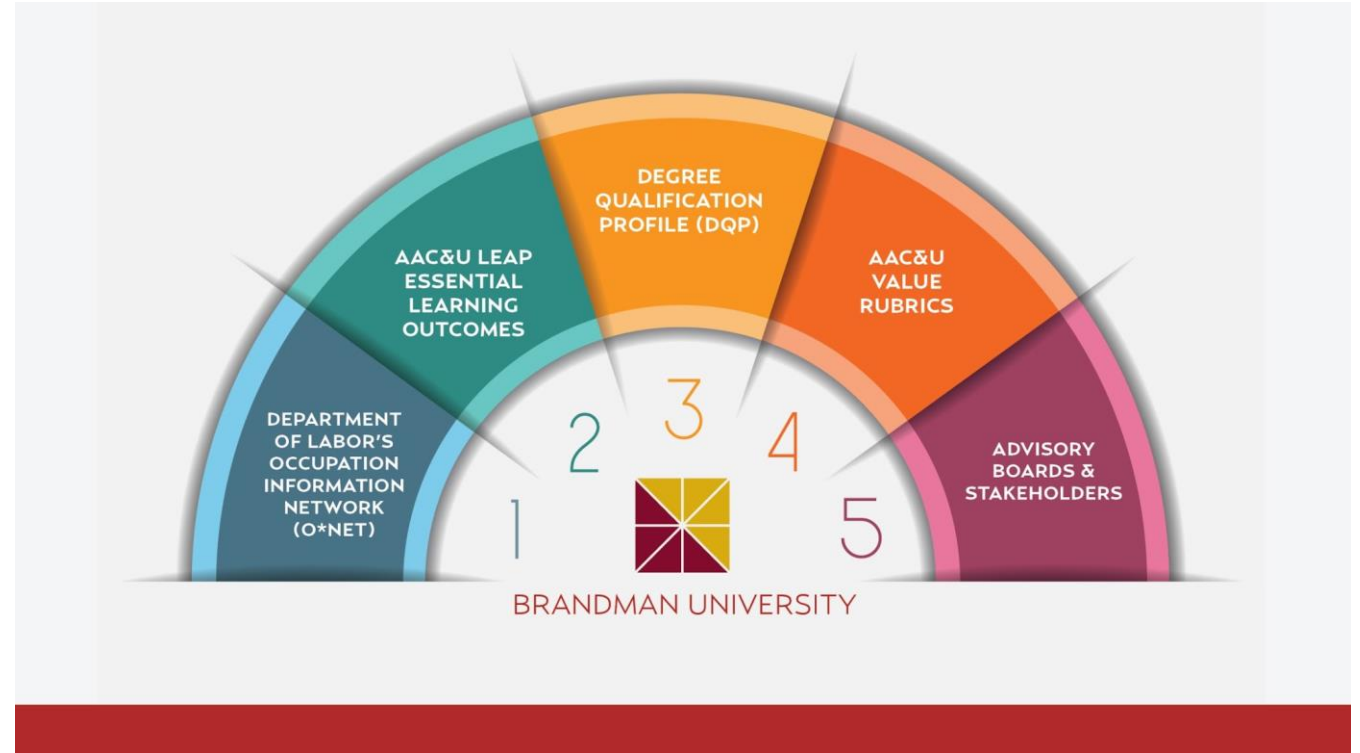 DEPARTMENT
OF LABOR'S
OCCUPATION
INFORMATION
NETWORK
(O*NET)
AAC&U LEAP
ESSENTIAL
LEARNING
OUTCOMES
DEGREE
QUALIFICATION
PROFILE (DQP)
AAC&U
VALUE
RUBRICS
ADVISORY
BOARDS &
STAKEHOLDERS
1
2
3
4
5
BRANDMAN UNIVERSITY